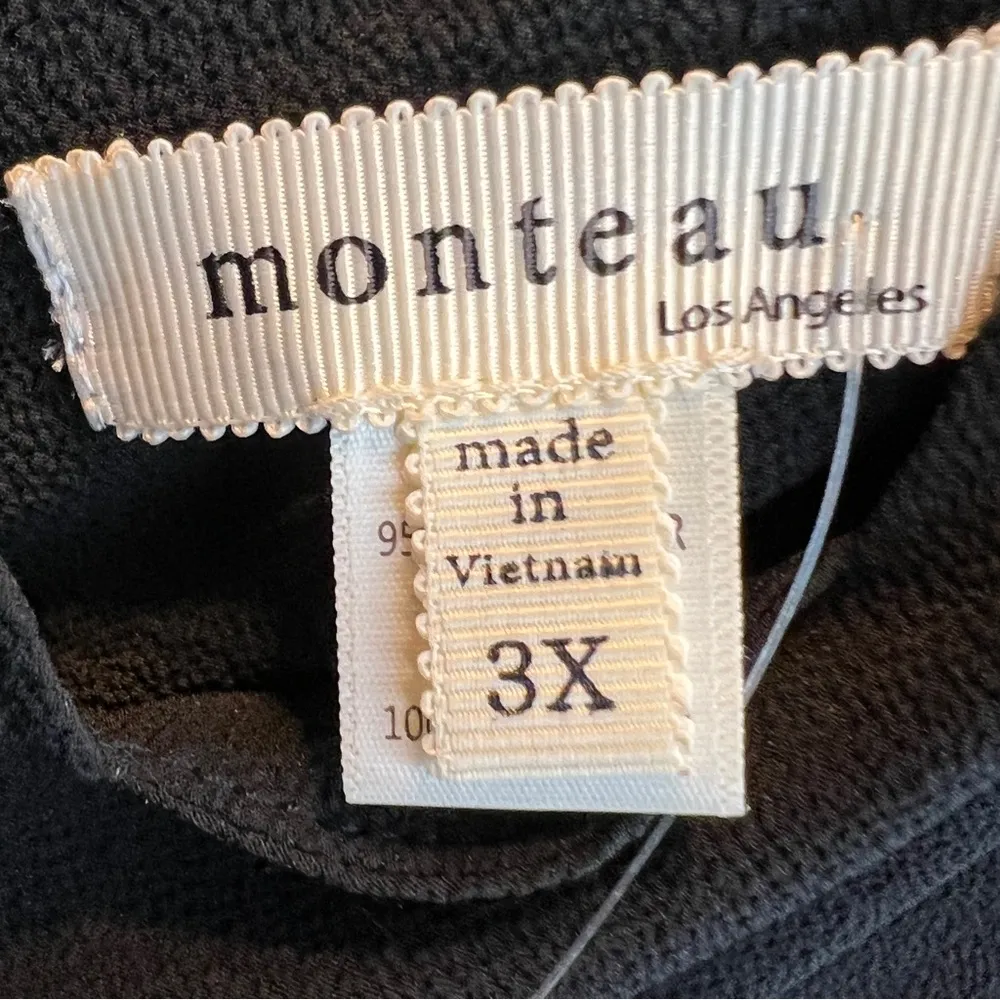 monteau
Los Angeles
made
in
Vietnam
3X